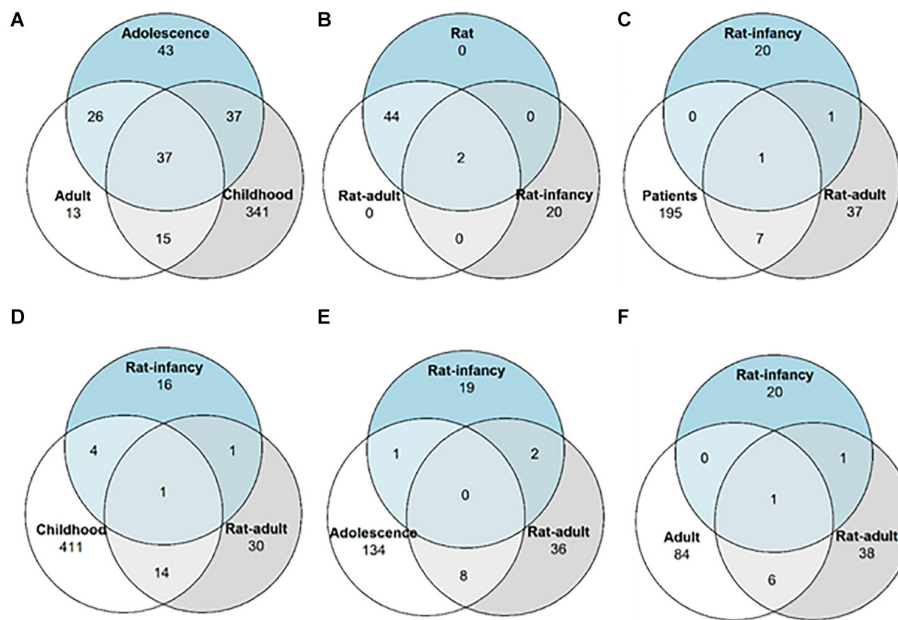 A
Adolescence
43
26
37
37
Adult
13
Childhood
341
15
B
Rat
0
44
0
2
Rat-adult
0
Rat-infancy
20
0
C
Rat-infancy
20
0
1
1
Patients
195
Rat-adult
37
7
D
Rat-infancy
16
4
1
1
Childhood
411
Rat-adult
30
14
E
Rat-infancy
19
1
2
0
Adolescence
134
Rat-adult
36
8
F
Rat-infancy
20
0
1
1
Adult
84
Rat-adult
38
6